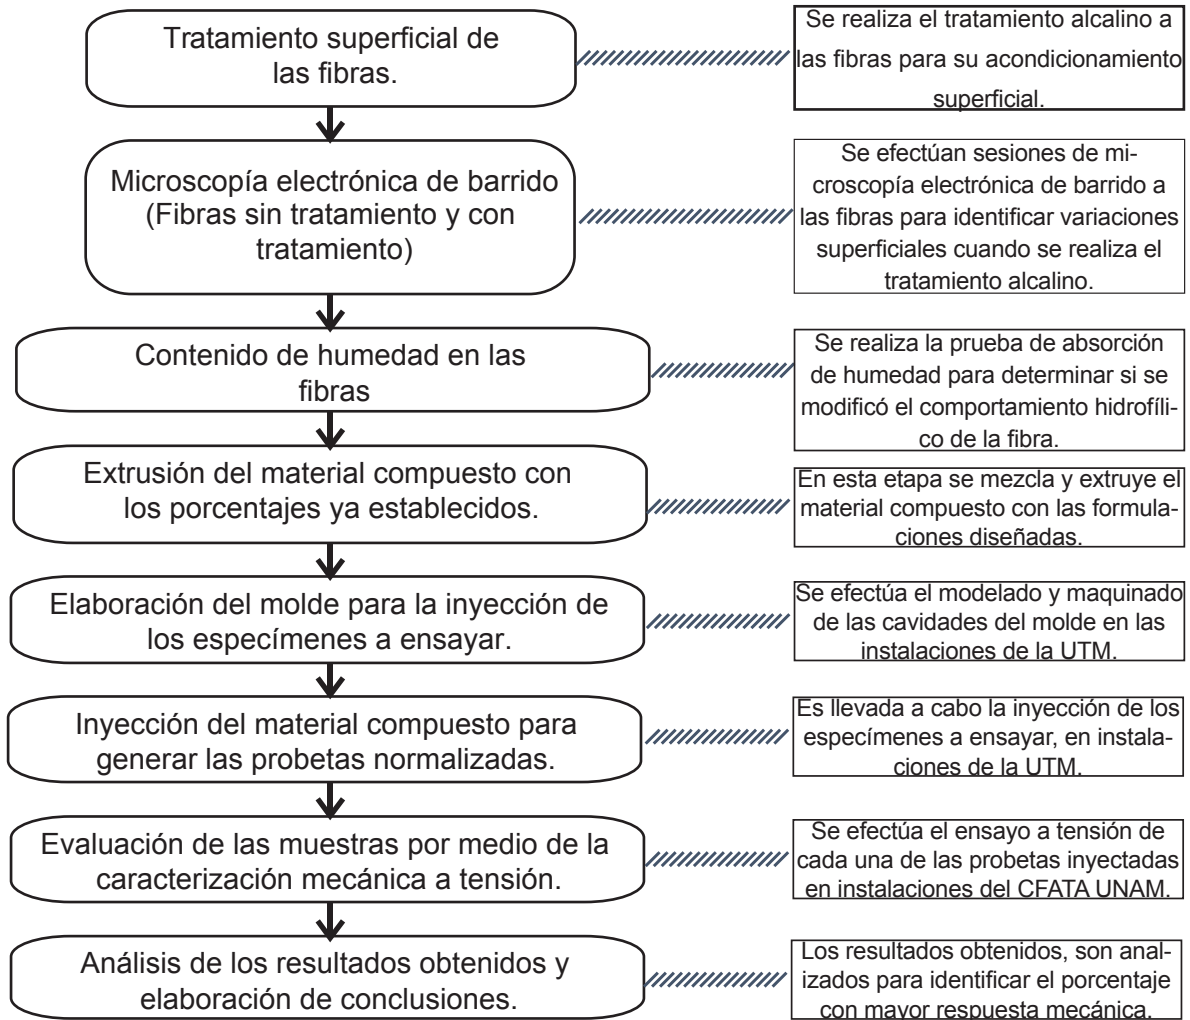 Tratamiento superficial de
las fibras.
Se realiza el tratamiento alcalino a
las fibras para su acondicionamiento
superficial.
Microscopía electrónica de barrido
(Fibras sin tratamiento y con
tratamiento)
Se efectúan sesiones de mi-
croscopía electrónica de barrido a
las fibras para identificar variaciones
superficiales cuando se realiza el
tratamiento alcalino.
Contenido de humedad en las
fibras
Se realiza la prueba de absorción
de humedad para determinar si se
modificó el comportamiento hidrofíli-
co de la fibra.
Extrusión del material compuesto con
los porcentajes ya establecidos.
En esta etapa se mezcla y extruye el
material compuesto con las formula-
ciones diseñadas.
Elaboración del molde para la inyección de
los especímenes a ensayar.
Se efectúa el modelado y maquinado
de las cavidades del molde en las
instalaciones de la UTM.
Inyección del material compuesto para
generar las probetas normalizadas.
Es llevada a cabo la inyección de los
especímenes a ensayar, en instala-
ciones de la UTM.
Evaluación de las muestras por medio de la
caracterización mecánica a tensión.
Se efectúa el ensayo a tensión de
cada una de las probetas inyectadas
en instalaciones del CFATA UNAM.
Análisis de los resultados obtenidos y
elaboración de conclusiones.
Los resultados obtenidos, son anal-
izados para identificar el porcentaje
con mayor respuesta mecánica.